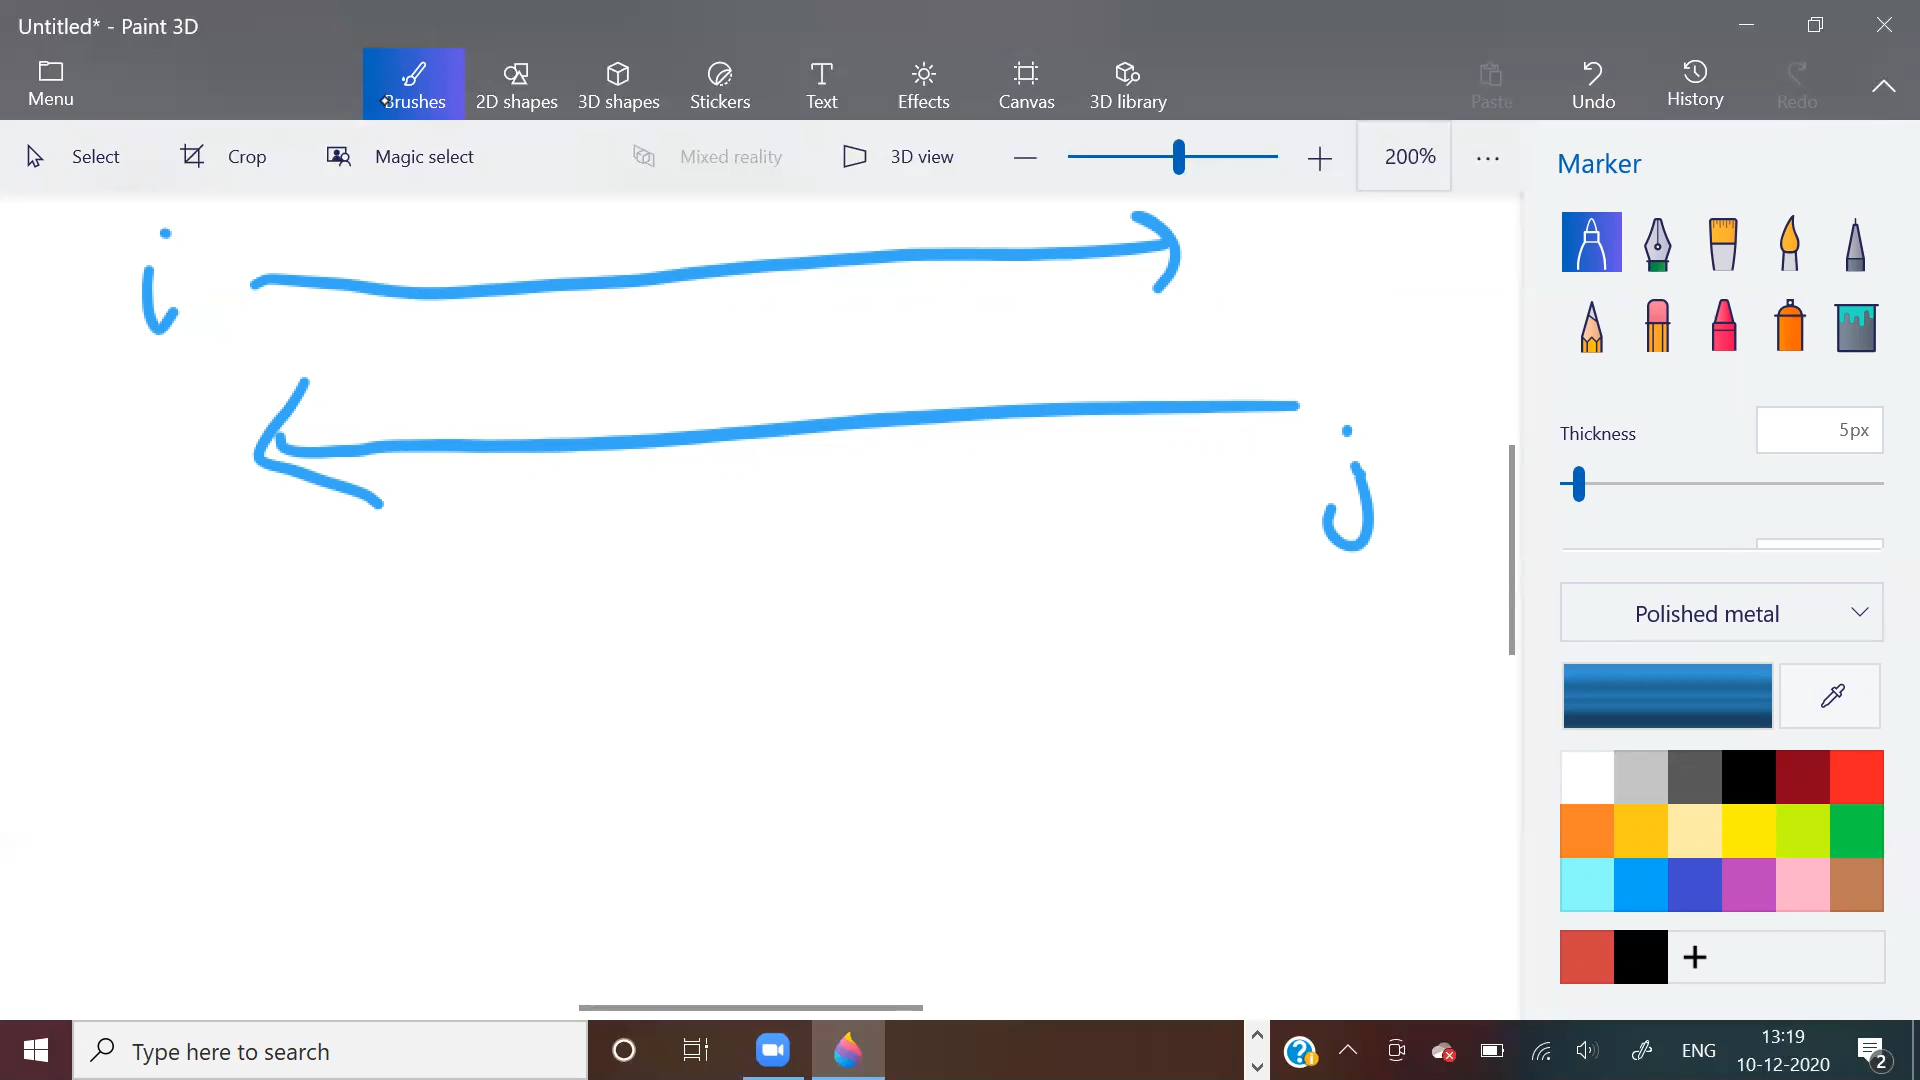 Untitled* - Paint 3D
Menu
Brushes
2D shapes
3D shapes
Stickers
Text
Effects
Canvas
3D library
Paste
Undo
History
Redo
Select
Crop
Magic select
Mixed reality
3D view
200%
Marker
i
j
Thickness
5px
Polished metal
Type here to search
ENG
13:19
10-12-2020
2